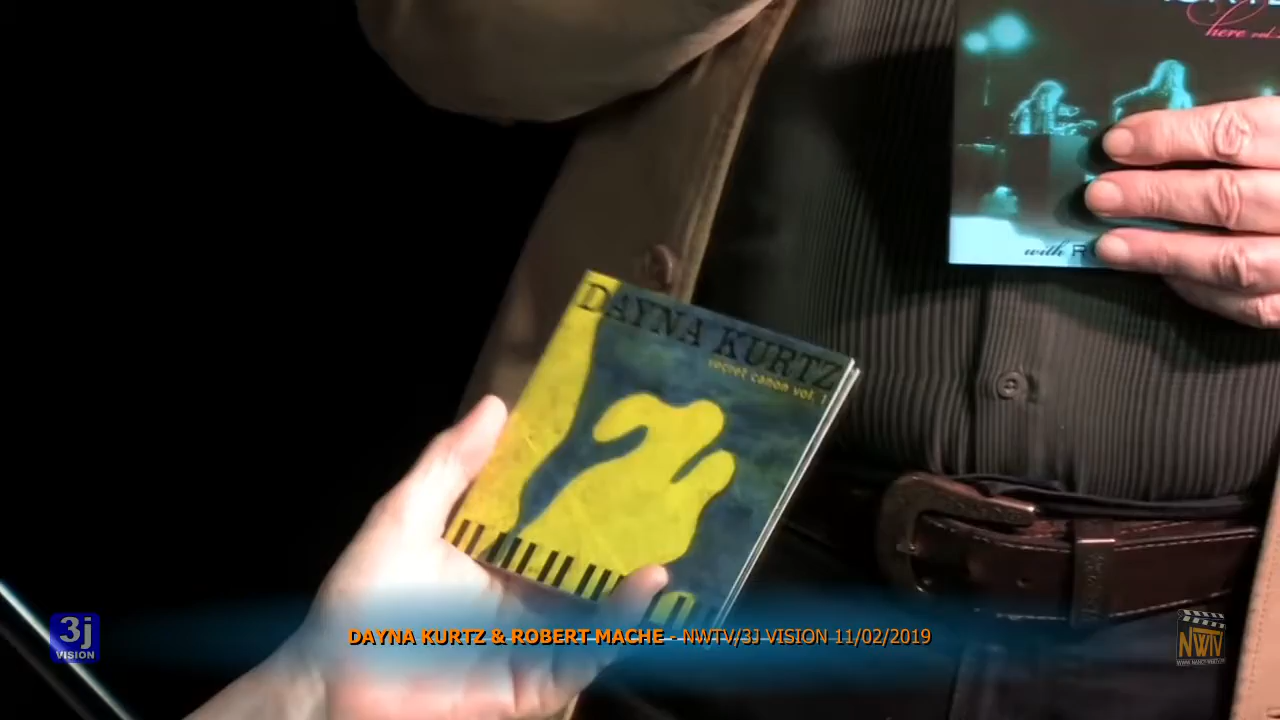 here vol.
with R
DAYNA KURTZ
secret canon vol. 1
3j
VISION
DAYNA KURTZ & ROBERT MACHE - NWTV/3J VISION 11/02/2019
NWTV